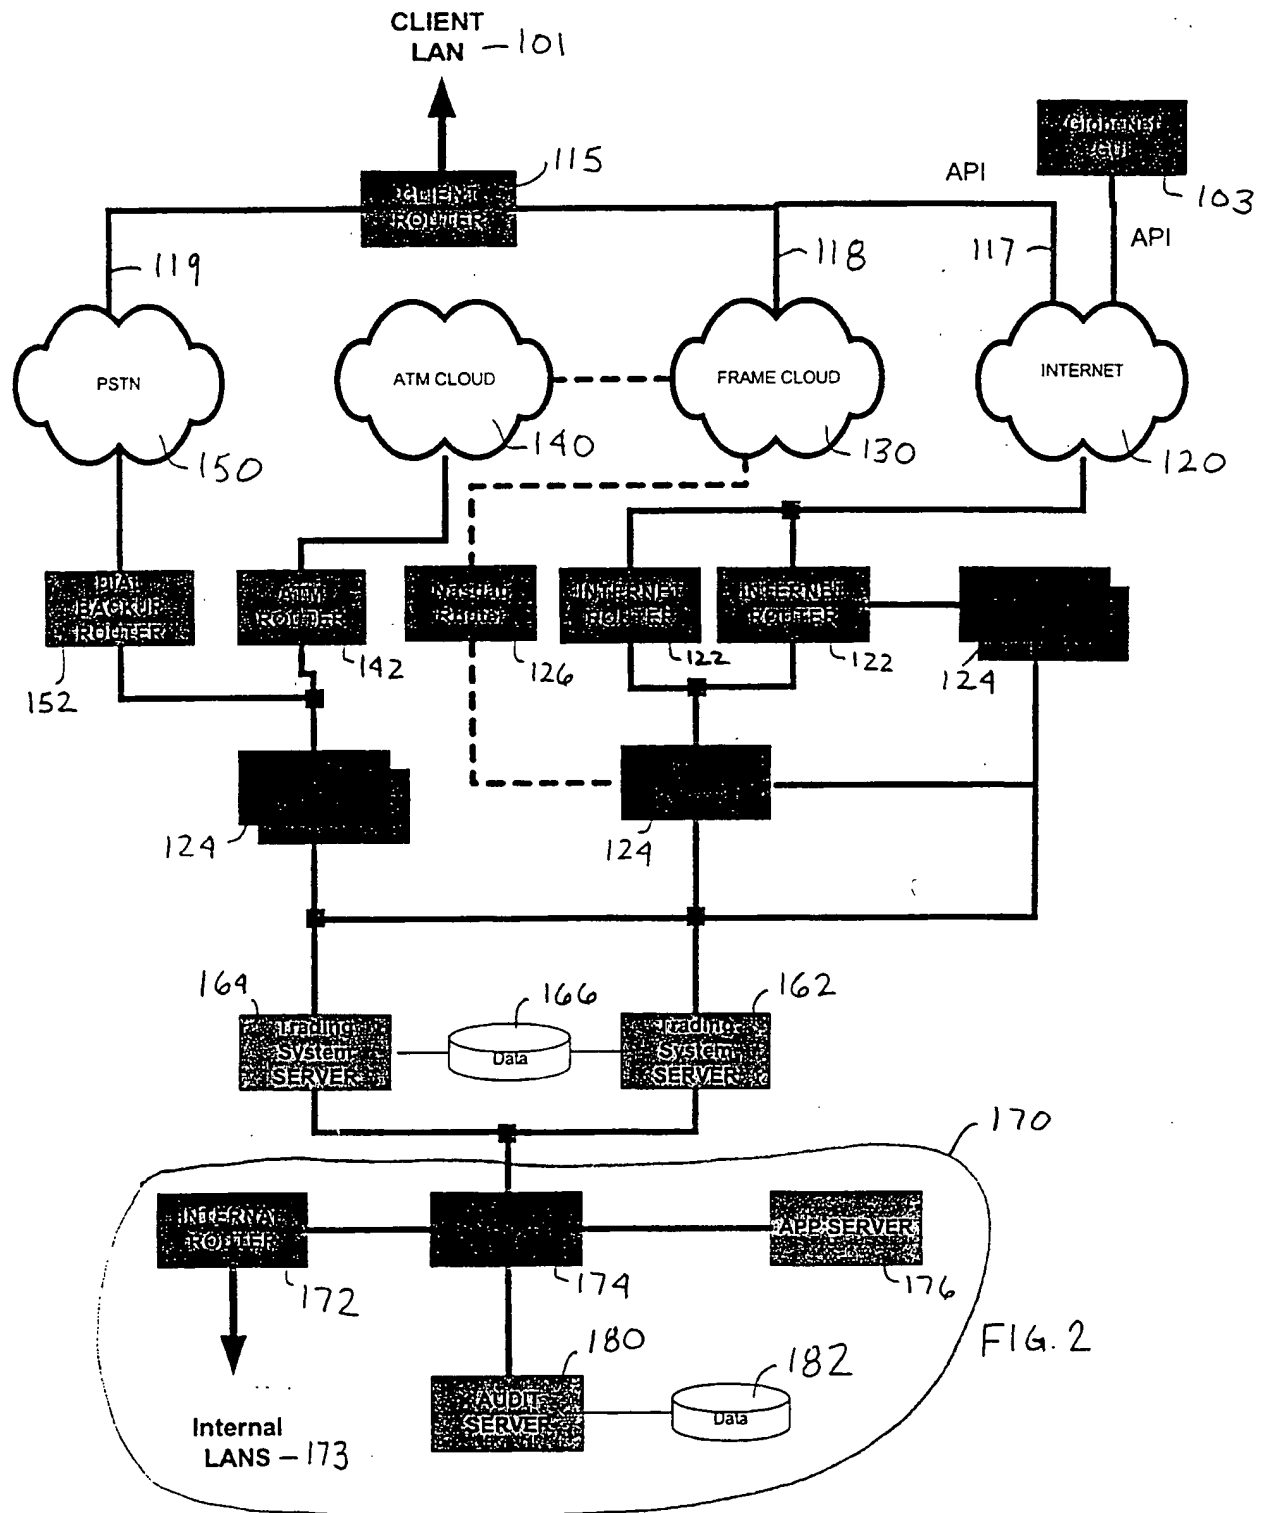 CLIENT
LAN - 101
GlobeNet
GUI
103
115
CLIENT
ROUTER
API
API
119
118
117
PSTN
ATM CLOUD
FRAME CLOUD
INTERNET
150
140
130
120
DIAL
BACKUP
ROUTER
ATM
ROUTER
Nasdaq
Router
INTERNET
ROUTER
INTERNET
ROUTER
152
142
126
122
122
124
124
124
164
166
162
Trading
System
SERVER
Data
Trading
System
SERVER
170
INTERNAL
ROUTER
APP SERVER
172
174
176
180
182
FIG. 2
AUDIT
SERVER
Data
Internal
LANS - 173